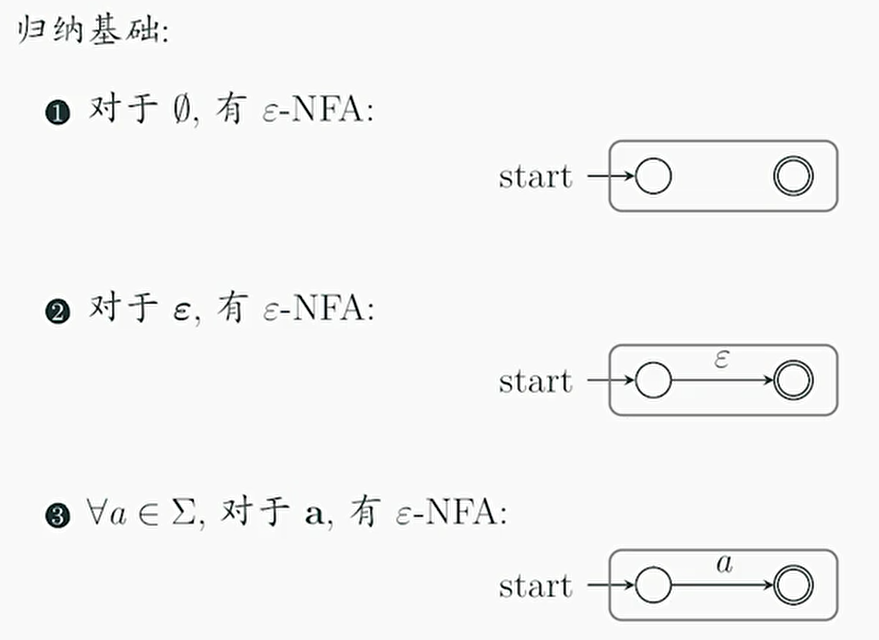 归纳基础:
❶ 对于 ∅, 有 ε-NFA:
start
❷ 对于 ε, 有 ε-NFA:
ε
start
❸ ∀a ∈ Σ, 对于 a, 有 ε-NFA:
a
start